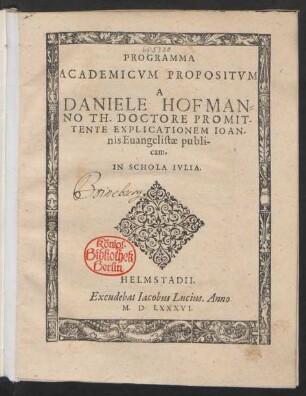 PROGRAMMA
ACADEMICVM PROPOSITVM
A
DANIELE HOFMAN-
NO TH. DOCTORE PROMIT-
TENTE EXPLICATIONEM IOAN-
nis Euangelistæ publi-
cam.
IN SCHOLA IVLIA.
Königl.
Bibliothek
Berlin
HELMSTADII.
Excudebat Iacobus Lucius. Anno
M. D. LXXXVI.